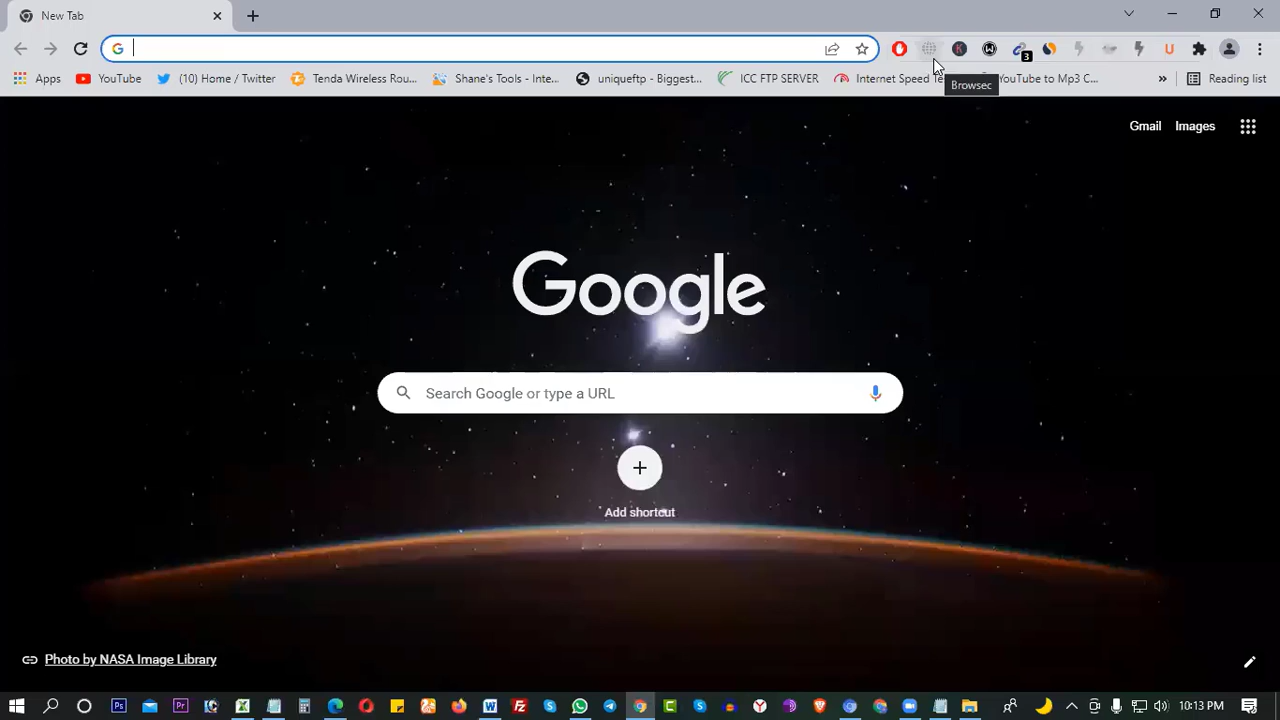 New Tab
3
Browsec
Apps
YouTube
(10) Home / Twitter
Tenda Wireless Rou...
Shane's Tools - Inte...
uniqueftp - Biggest...
ICC FTP SERVER
Internet Speed Te
YouTube to Mp3 C...
»
Reading list
Gmail
Images
Google
Search Google or type a URL
Add shortcut
Photo by NASA Image Library
10:13 PM